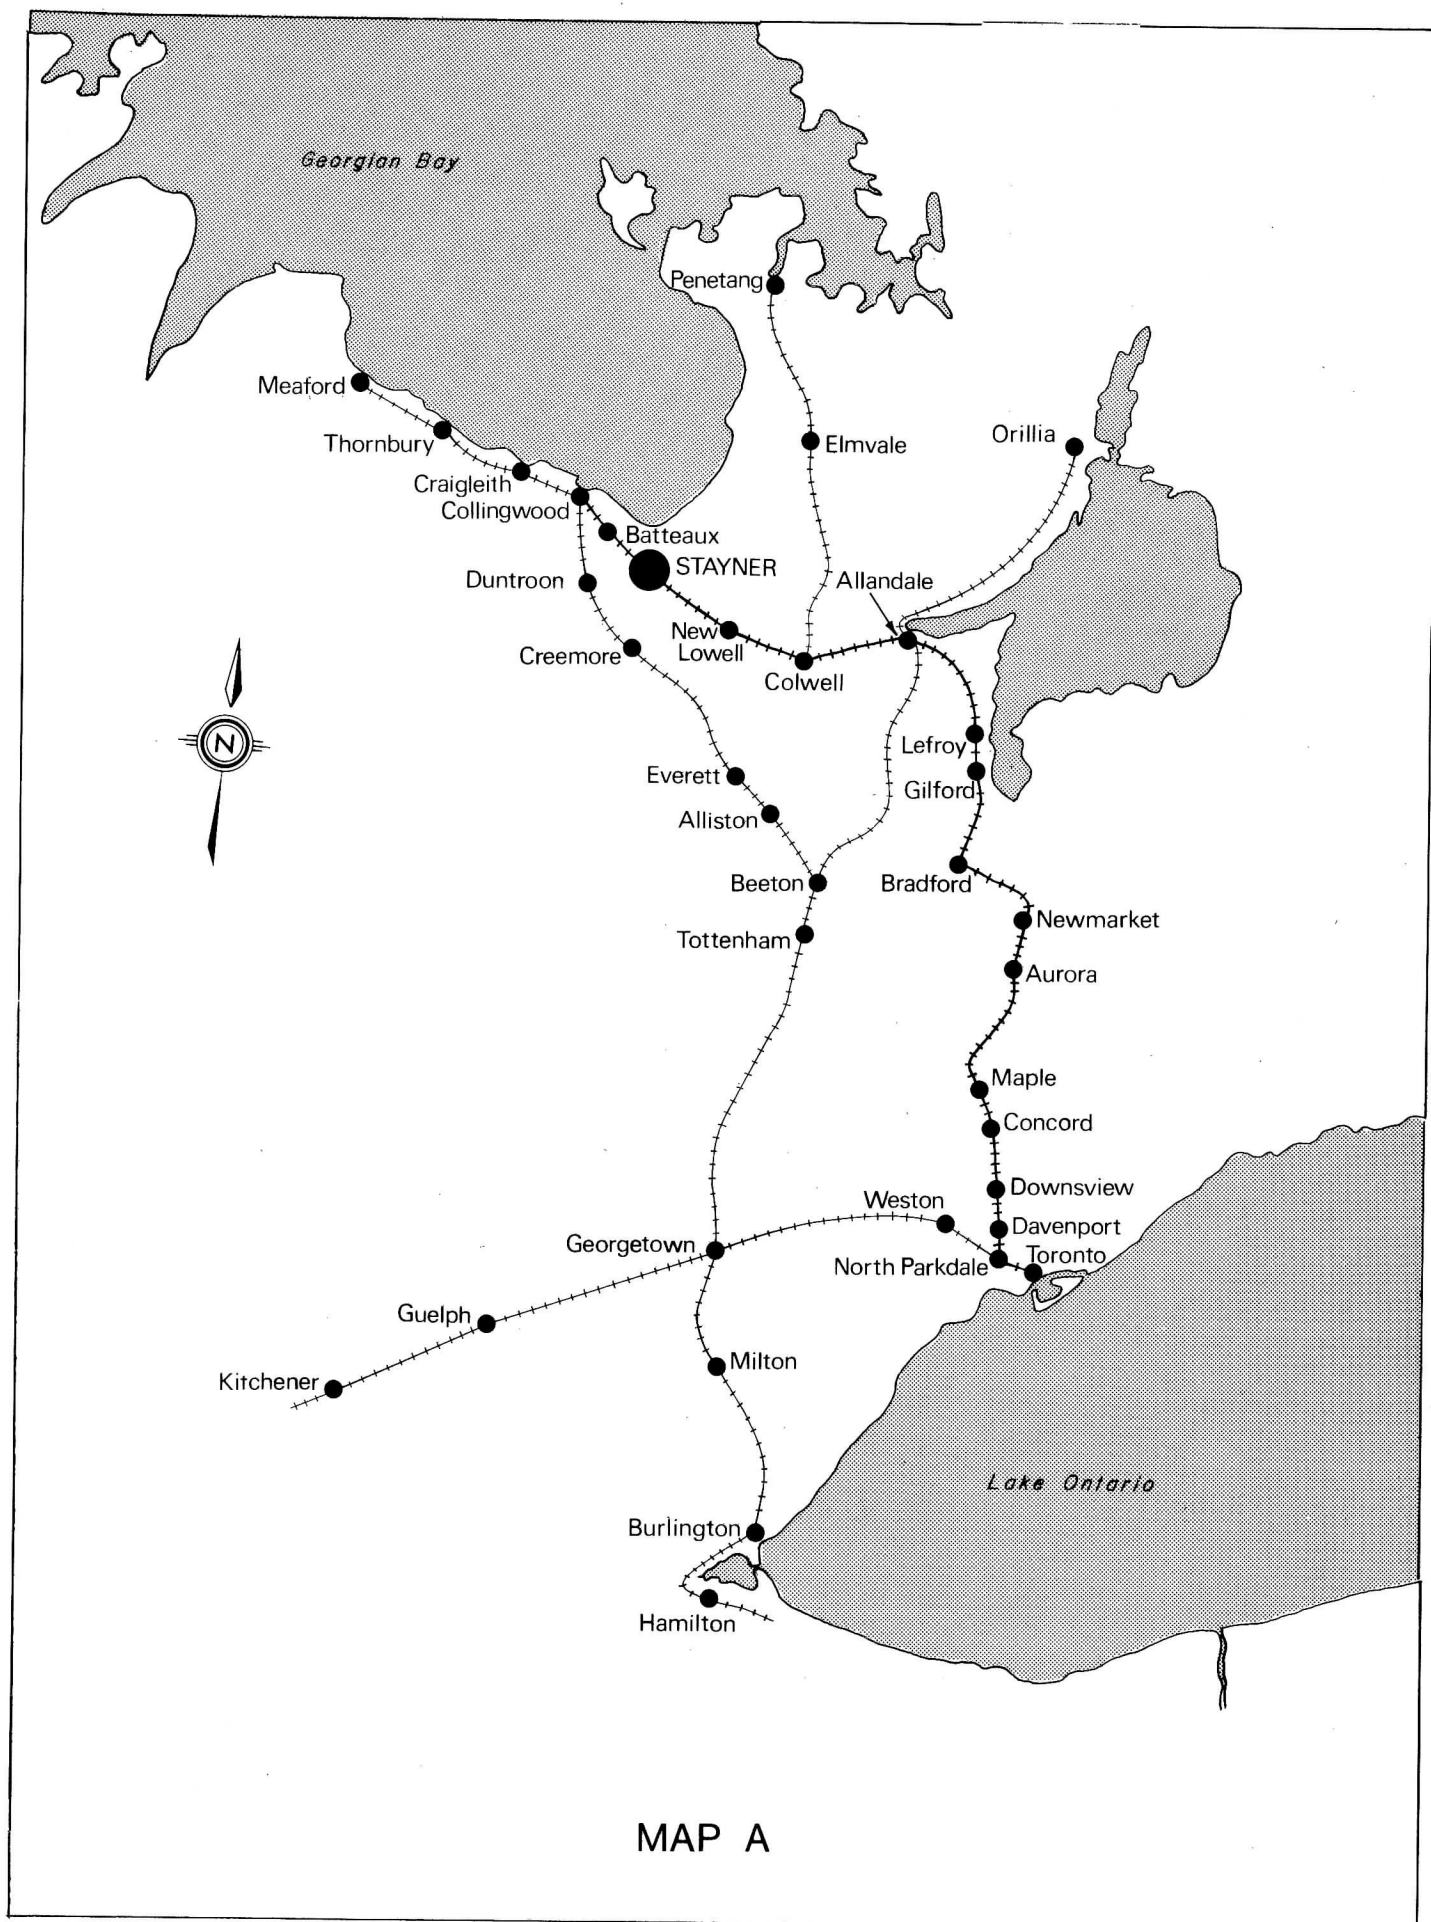 Georgian Bay
Penetang
Meaford
Thornbury
Elmvale
Orillia
Craigleith
Collingwood
Batteaux
STAYNER
Duntroon
Allandale
New
Lowell
Creemore
Colwell
N
Lefroy
Everett
Gilford
Alliston
Beeton
Bradford
Newmarket
Tottenham
Aurora
Maple
Concord
Downsview
Weston
Davenport
Georgetown
Toronto
North Parkdale
Guelph
Milton
Kitchener
Lake Ontario
Burlington
Hamilton
MAP A